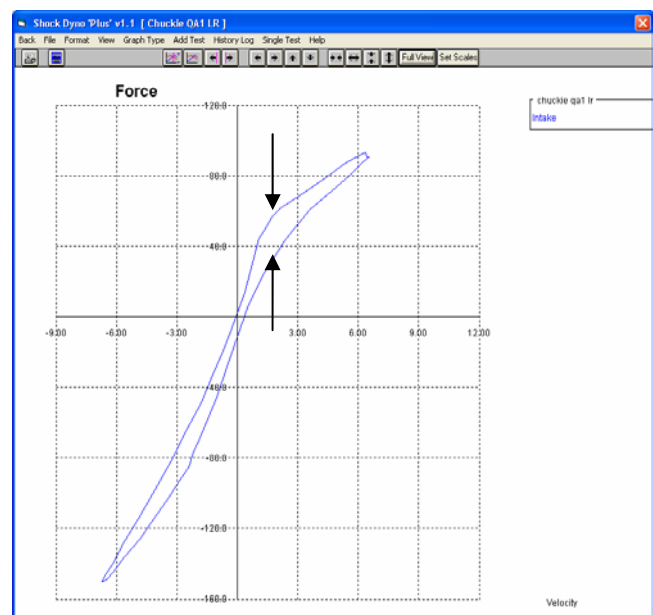 Shock Dyno 'Plus' v1.1 [ Chuckie QA1 LR ]
Back File Format View Graph Type Add Test History Log Single Test Help
Full View Set Scales
Force
chuckie qa1 lr
Intake
120.0
80.0
40.0
-9.00 -6.00 -3.00 3.00 6.00 9.00 12.00
-40.0
-80.0
-120.0
-160.0
Velocity